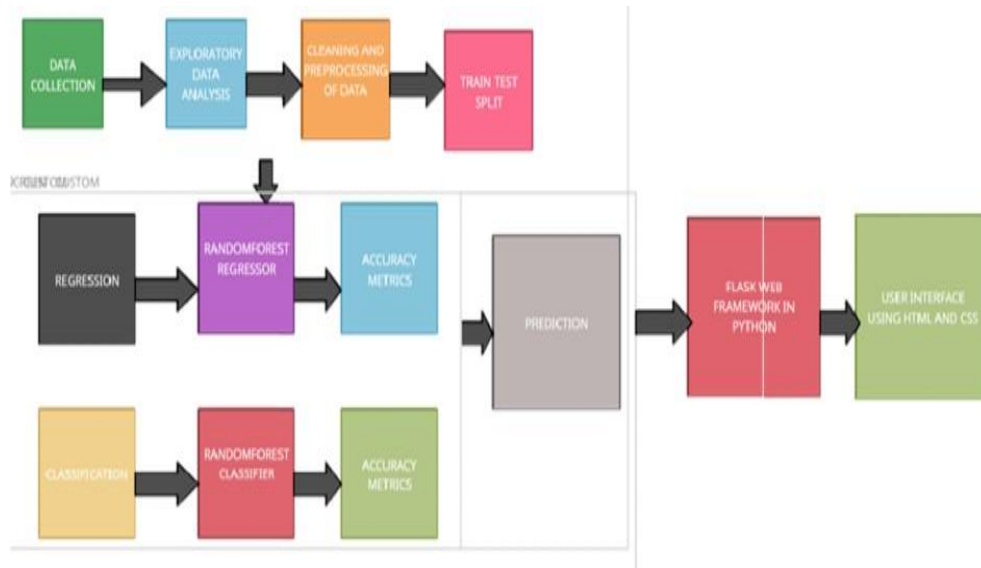 DATA
COLLECTION
EXPLORATORY
DATA
ANALYSIS
CLEANING AND
PREPROCESSING
OF DATA
TRAIN TEST
SPLIT
CUSTOM
REGRESSION
RANDOMFOREST
REGRESSOR
ACCURACY
METRICS
PREDICTION
FLASK WEB
FRAMEWORK IN
PYTHON
USER INTERFACE
USING HTML AND CSS
CLASSIFICATION
RANDOMFOREST
CLASSIFIER
ACCURACY
METRICS